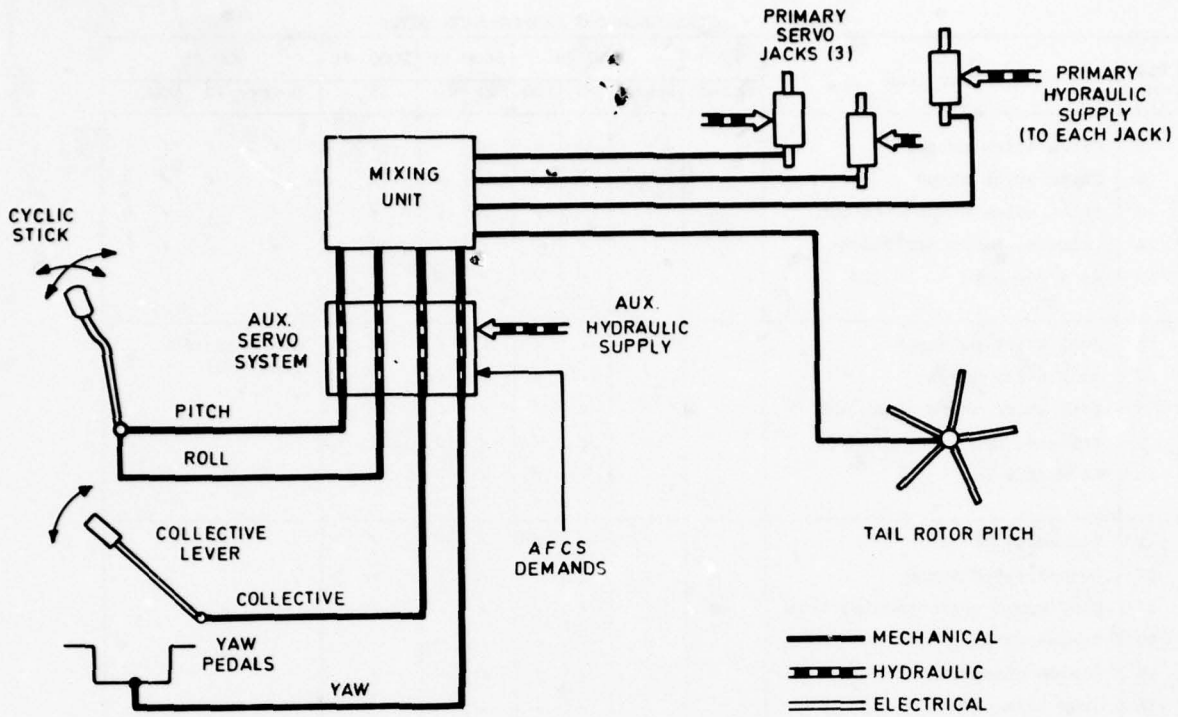 PRIMARY
SERVO
JACKS (3)
PRIMARY
HYDRAULIC
SUPPLY
(TO EACH JACK)
MIXING
UNIT
CYCLIC
STICK
AUX.
SERVO
SYSTEM
AUX.
HYDRAULIC
SUPPLY
PITCH
ROLL
COLLECTIVE
LEVER
AFCS
DEMANDS
TAIL ROTOR PITCH
COLLECTIVE
YAW
PEDALS
YAW
MECHANICAL
HYDRAULIC
ELECTRICAL